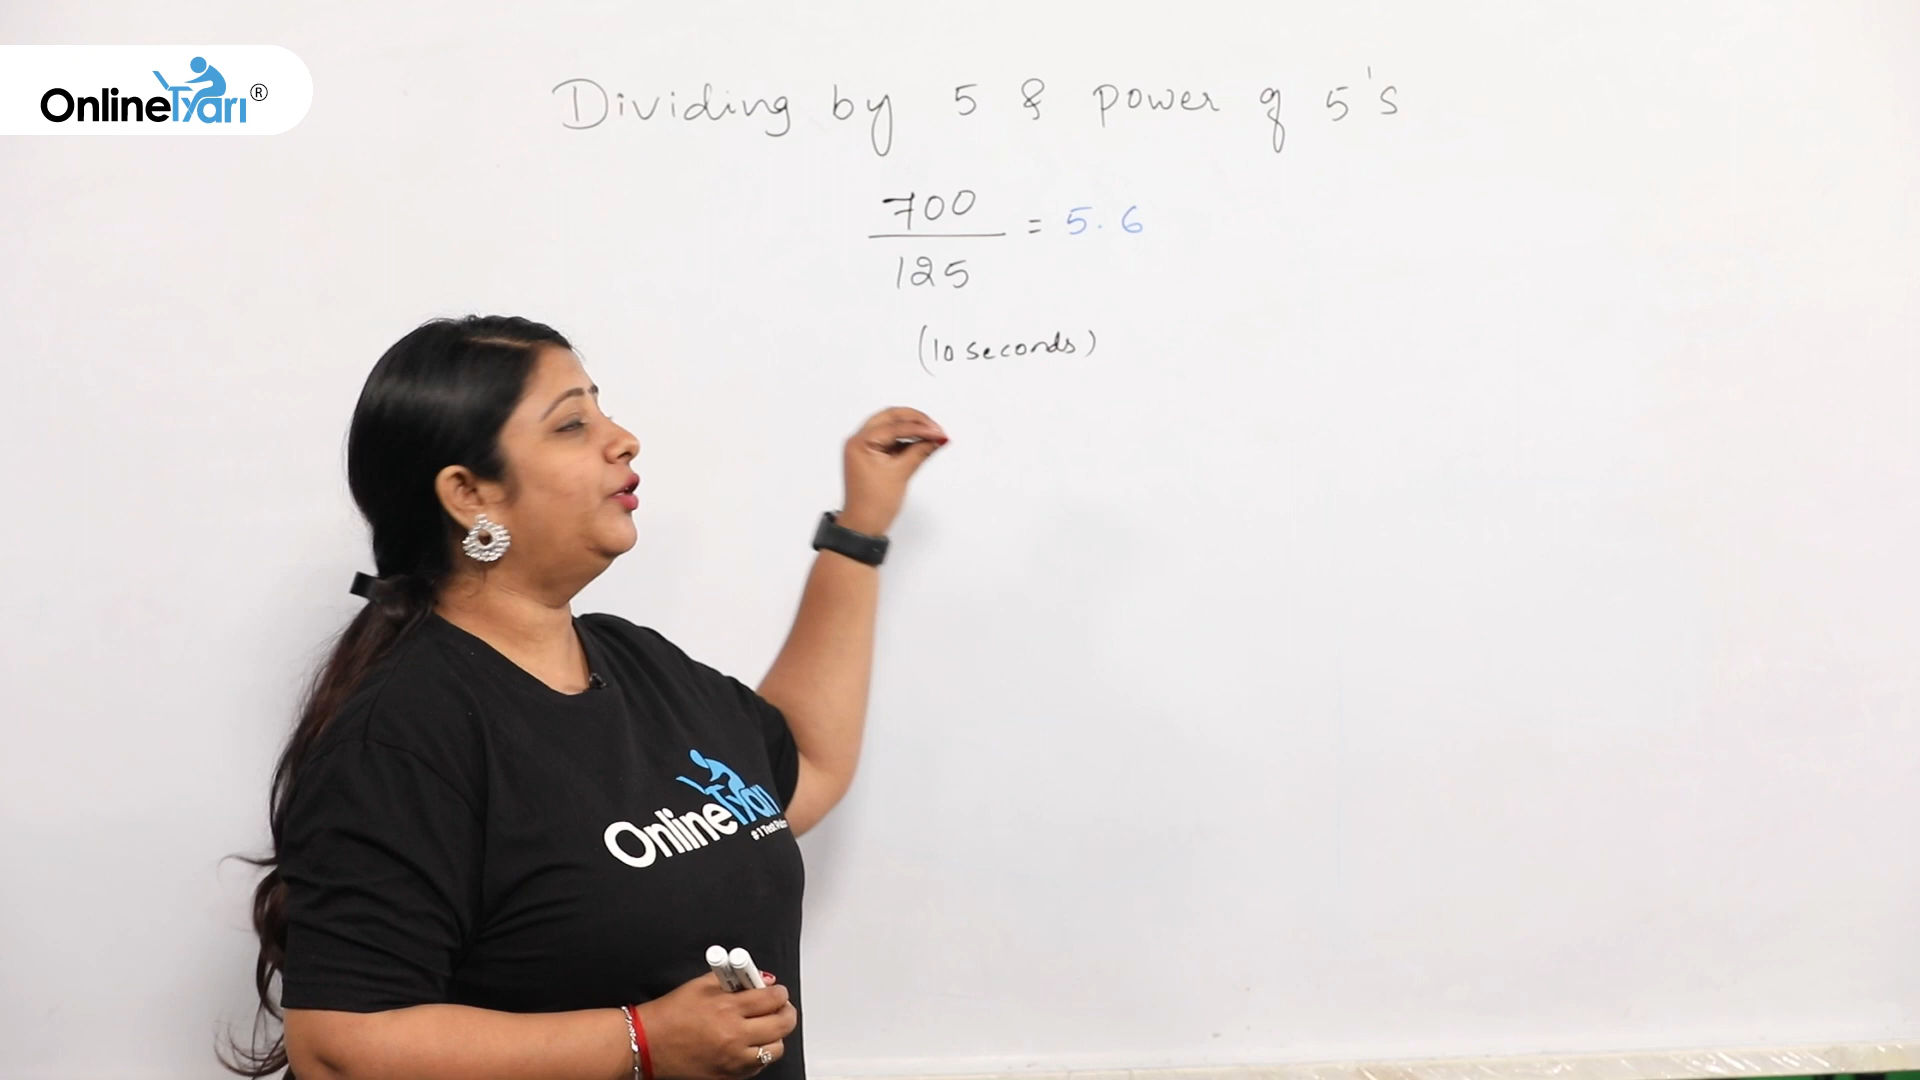 OnlineTyari®
Dividing by 5 & power of 5's
700
125
= 5.6
(10 seconds)
OnlineTyari